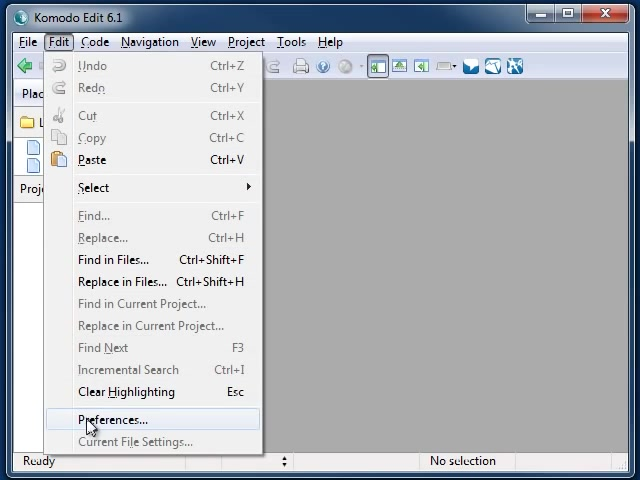 Komodo Edit 6.1
File Edit Code Navigation View Project Tools Help
Undo Ctrl+Z
Redo Ctrl+Y
Plac
Cut Ctrl+X
Copy Ctrl+C
Paste Ctrl+V
Select
Proje
Find... Ctrl+F
Replace... Ctrl+H
Find in Files... Ctrl+Shift+F
Replace in Files... Ctrl+Shift+H
Find in Current Project...
Replace in Current Project...
Find Next F3
Incremental Search Ctrl+I
Clear Highlighting Esc
Preferences...
Current File Settings...
Ready No selection